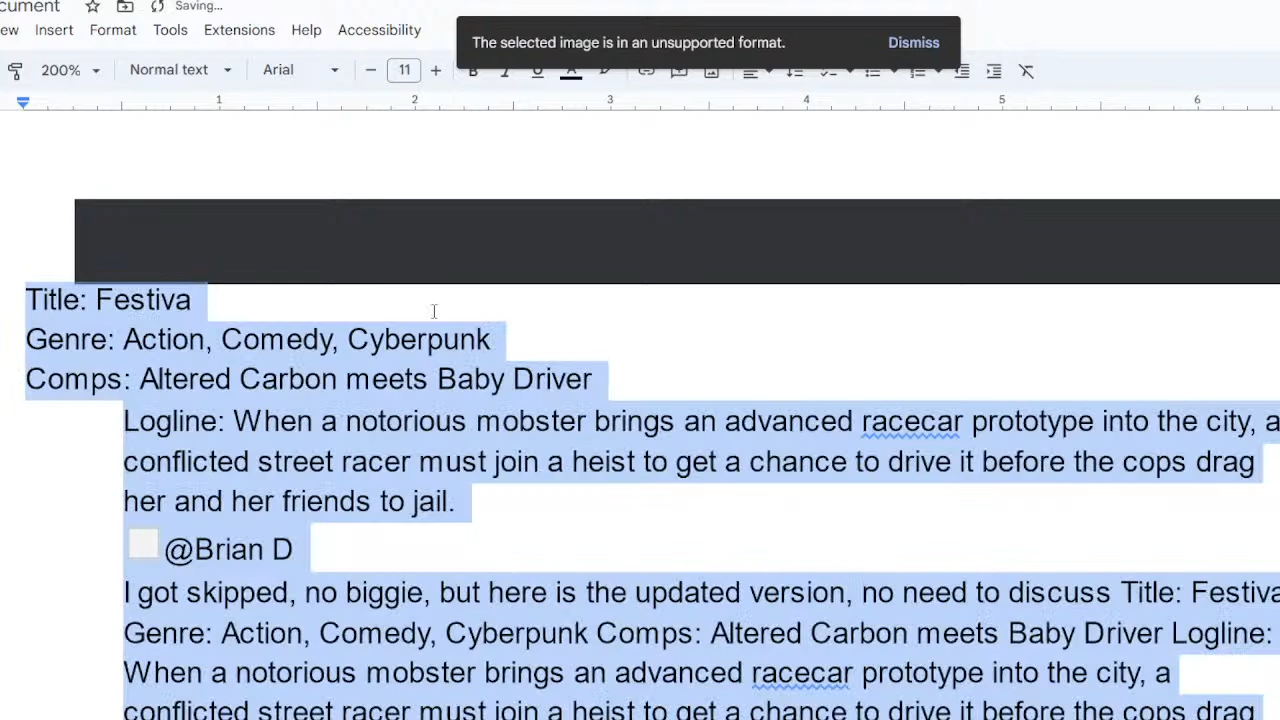 cument Saving...
ew Insert Format Tools Extensions Help Accessibility
The selected image is in an unsupported format. Dismiss
200% Normal text Arial 11 B I U A
1 2 3 4 5 6
Title: Festiva
Genre: Action, Comedy, Cyberpunk
Comps: Altered Carbon meets Baby Driver
Logline: When a notorious mobster brings an advanced racecar prototype into the city, a
conflicted street racer must join a heist to get a chance to drive it before the cops drag
her and her friends to jail.
@Brian D
I got skipped, no biggie, but here is the updated version, no need to discuss Title: Festiva
Genre: Action, Comedy, Cyberpunk Comps: Altered Carbon meets Baby Driver Logline:
When a notorious mobster brings an advanced racecar prototype into the city, a
conflicted street racer must join a heist to get a chance to drive it before the cops drag